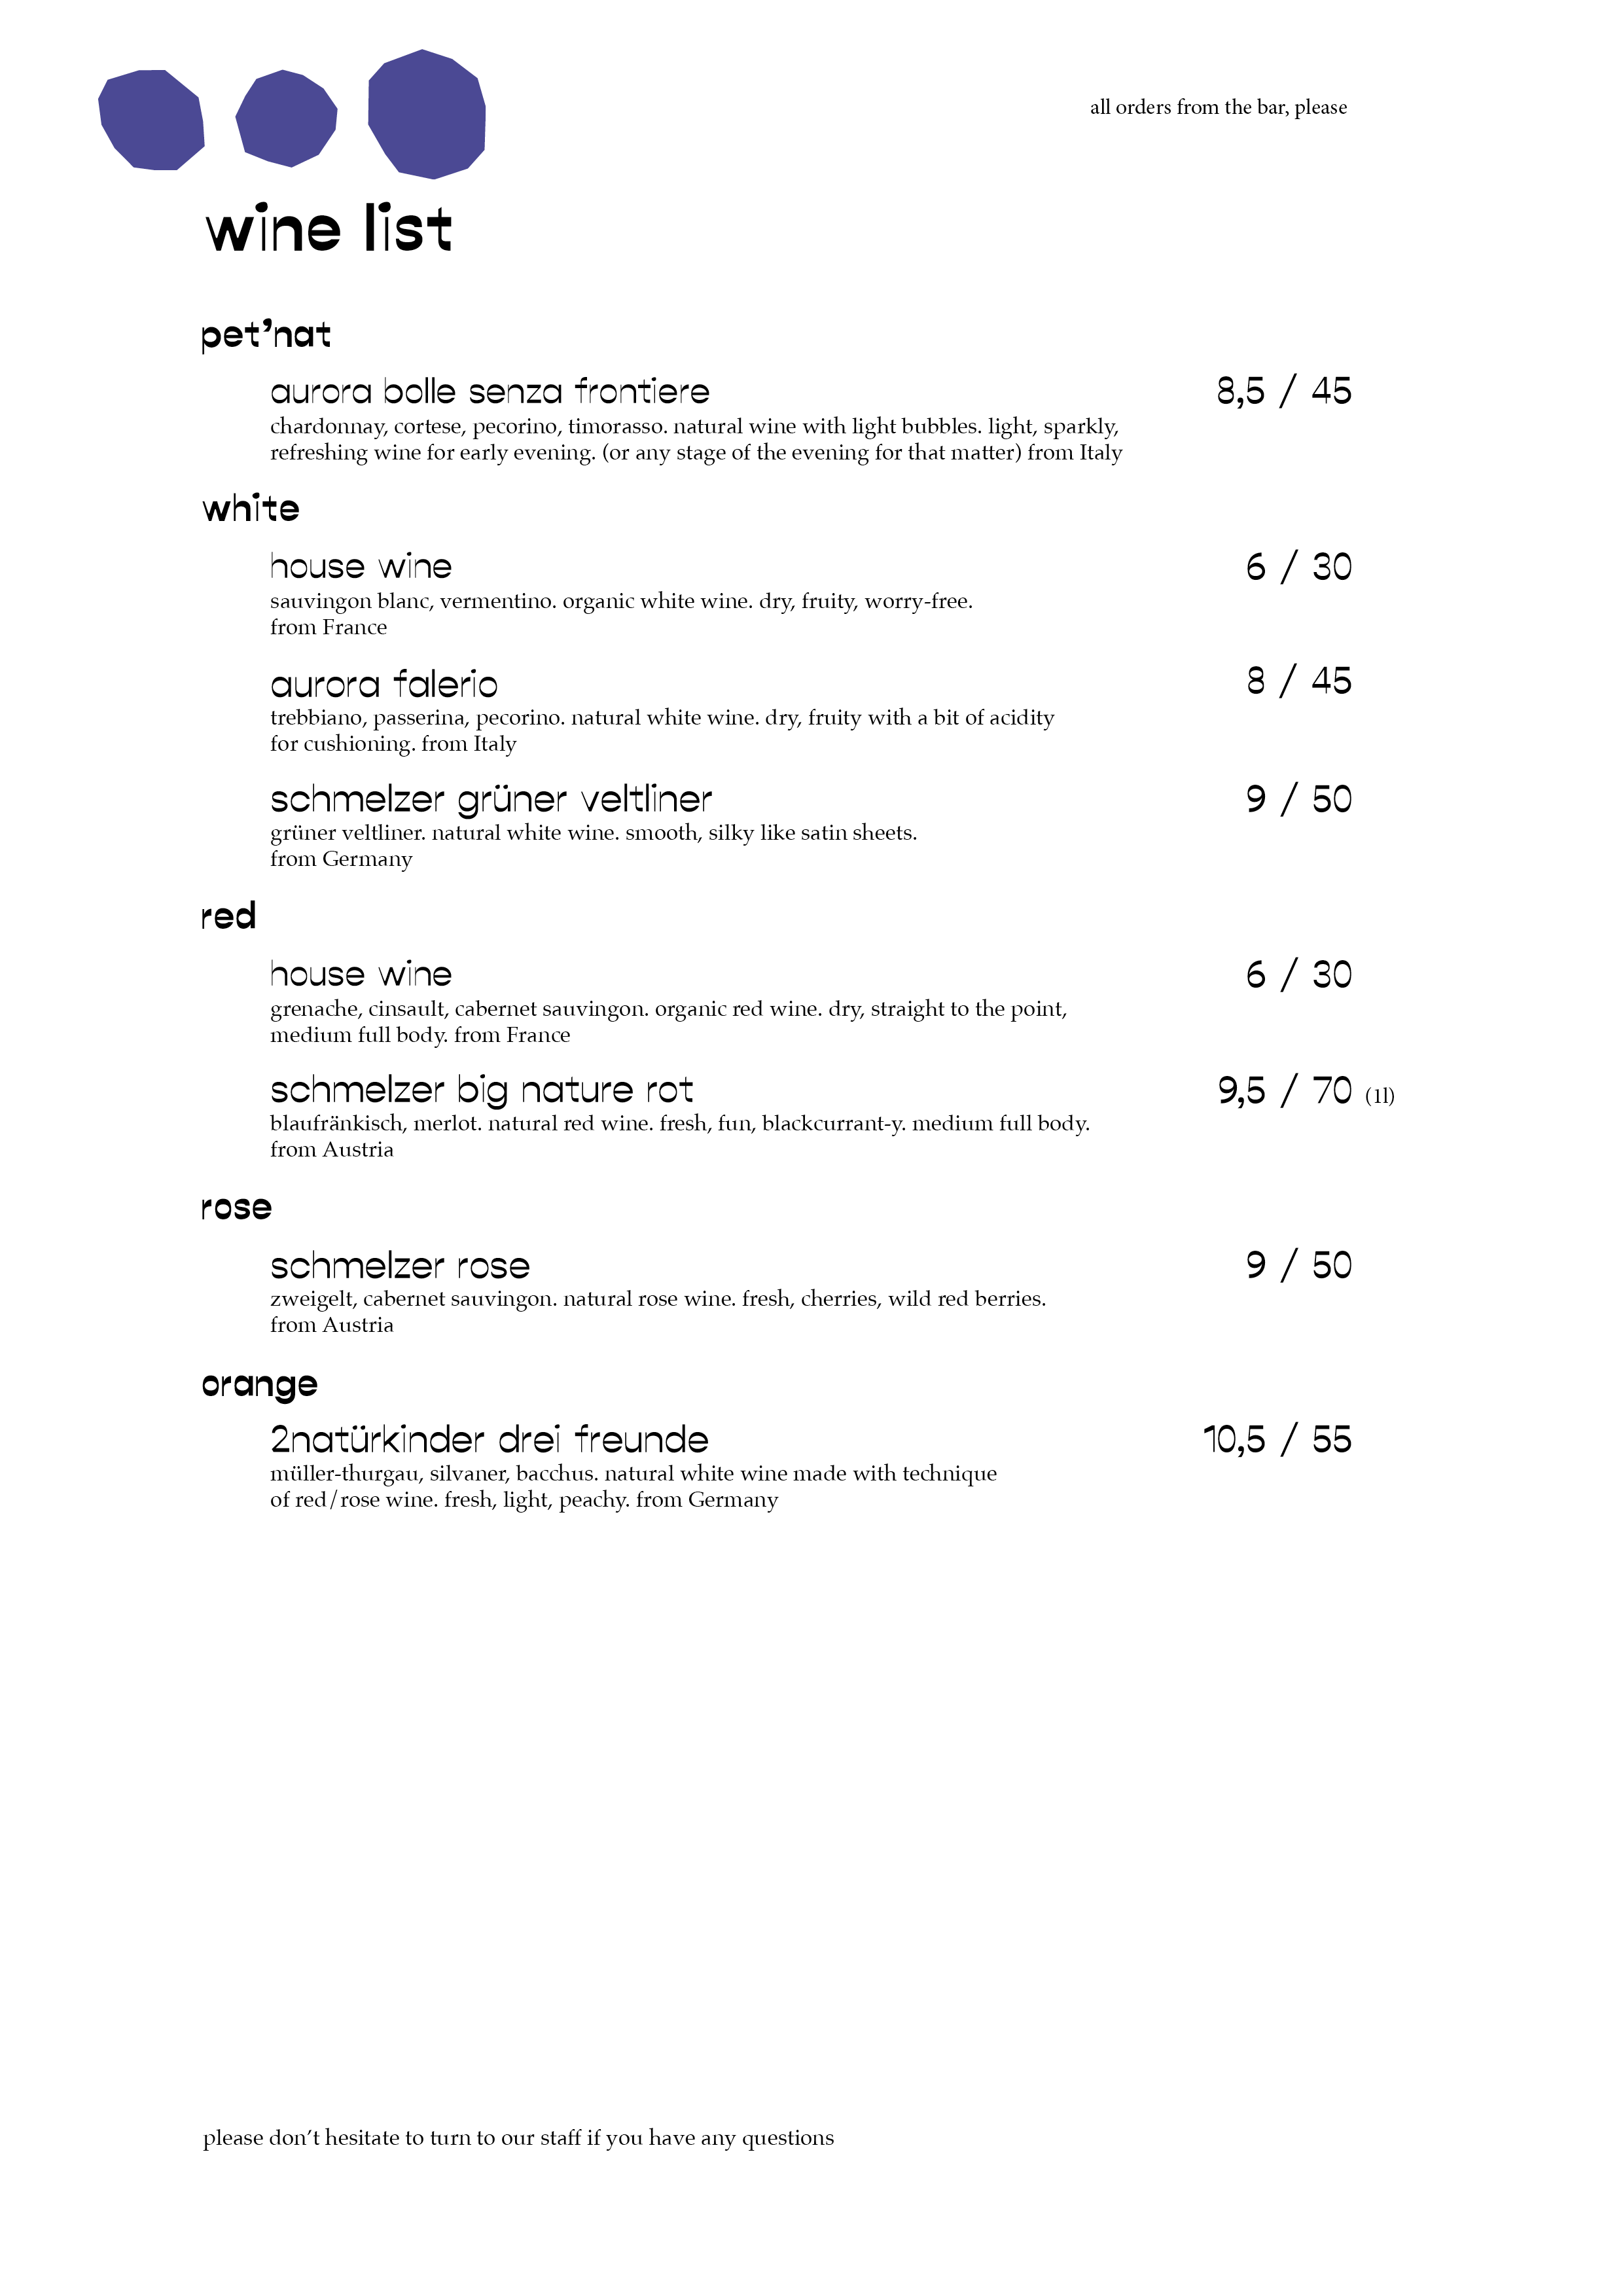 all orders from the bar, please
wine list
pet’nat
aurora bolle senza frontiere 8,5 / 45
chardonnay, cortese, pecorino, timorasso. natural wine with light bubbles. light, sparkly,
refreshing wine for early evening. (or any stage of the evening for that matter) from Italy
white
house wine 6 / 30
sauvingon blanc, vermentino. organic white wine. dry, fruity, worry-free.
from France
aurora falerio 8 / 45
trebbiano, passerina, pecorino. natural white wine. dry, fruity with a bit of acidity
for cushioning. from Italy
schmelzer grüner veltliner 9 / 50
grüner veltliner. natural white wine. smooth, silky like satin sheets.
from Germany
red
house wine 6 / 30
grenache, cinsault, cabernet sauvingon. organic red wine. dry, straight to the point,
medium full body. from France
schmelzer big nature rot 9,5 / 70 (1l)
blaufränkisch, merlot. natural red wine. fresh, fun, blackcurrant-y. medium full body.
from Austria
rose
schmelzer rose 9 / 50
zweigelt, cabernet sauvingon. natural rose wine. fresh, cherries, wild red berries.
from Austria
orange
2natürkinder drei freunde 10,5 / 55
müller-thurgau, silvaner, bacchus. natural white wine made with technique
of red/rose wine. fresh, light, peachy. from Germany
please don’t hesitate to turn to our staff if you have any questions